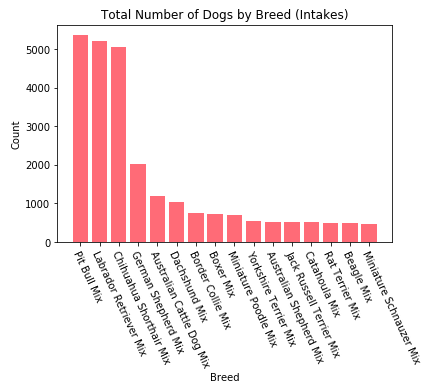 Total Number of Dogs by Breed (Intakes)
Count
5000
4000
3000
2000
1000
0
Pit Bull Mix
Labrador Retriever Mix
Chihuahua Shorthair Mix
German Shepherd Mix
Australian Cattle Dog Mix
Dachshund Mix
Border Collie Mix
Boxer Mix
Miniature Poodle Mix
Yorkshire Terrier Mix
Australian Shepherd Mix
Jack Russell Terrier Mix
Catahoula Mix
Rat Terrier Mix
Beagle Mix
Miniature Schnauzer Mix
Breed